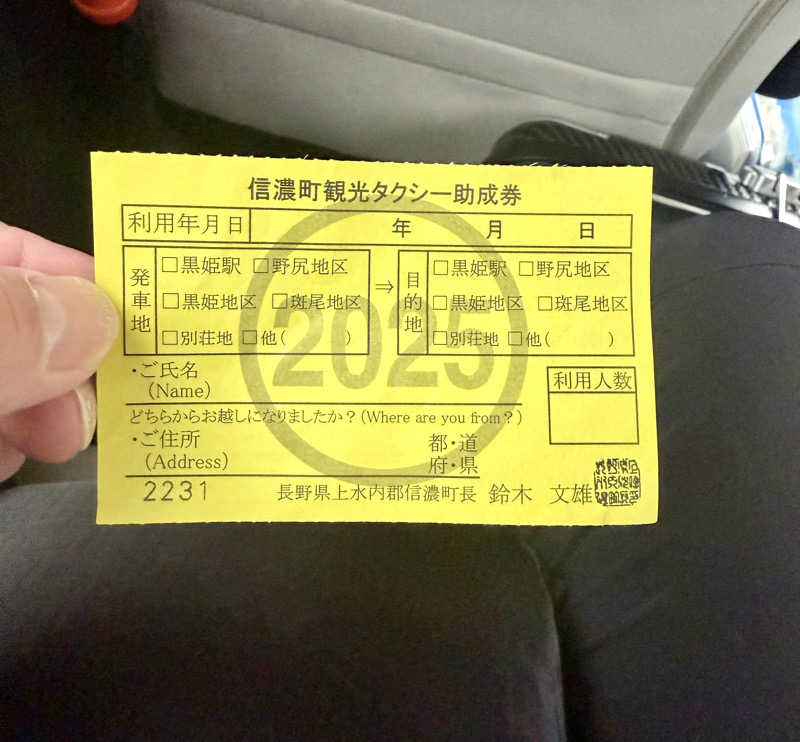 信濃町観光タクシー助成券
利用年月日 年 月 日
発車地 □黒姫駅 □野尻地区 ⇒ 目的地 □黒姫駅 □野尻地区
□黒姫地区 □斑尾地区 □黒姫地区 □斑尾地区
□別荘地 □他( ) □別荘地 □他( )
2025
・ご氏名
(Name)
利用人数
どちらからお越しになりましたか？(Where are you from？)
・ご住所 都・道
(Address) 府・県
2231 長野県上水内郡信濃町長 鈴木 文雄